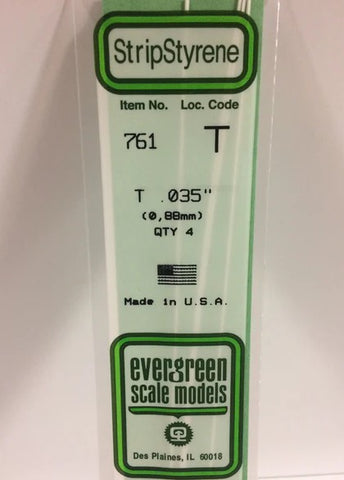 StripStyrene
Item No. Loc. Code
761 T
T .035"
(0,88mm)
QTY 4
Made in U.S.A.
evergreen
scale models
Des Plaines, IL 60018